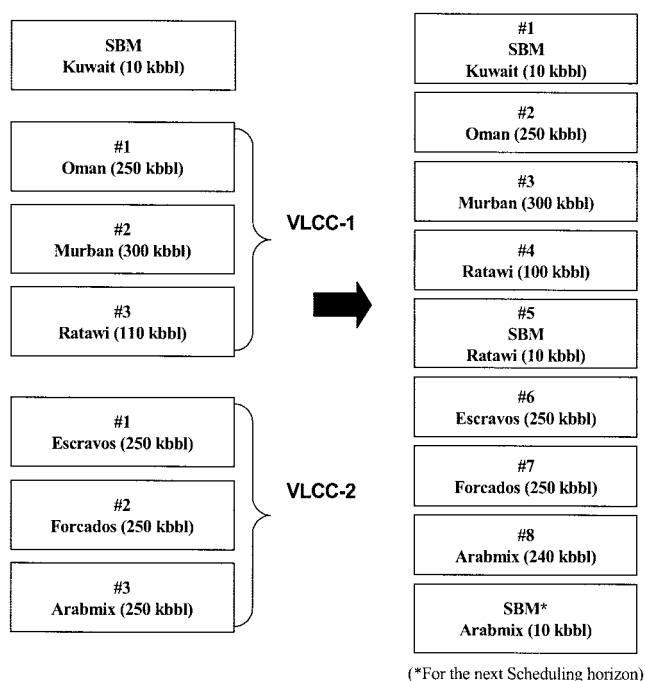 SBM
Kuwait (10 kbbl)
#1
Oman (250 kbbl)
#2
Murban (300 kbbl)
#3
Ratawi (110 kbbl)
VLCC-1
#1
Escravos (250 kbbl)
#2
Forcados (250 kbbl)
#3
Arabmix (250 kbbl)
VLCC-2
#1
SBM
Kuwait (10 kbbl)
#2
Oman (250 kbbl)
#3
Murban (300 kbbl)
#4
Ratawi (100 kbbl)
#5
SBM
Ratawi (10 kbbl)
#6
Escravos (250 kbbl)
#7
Forcados (250 kbbl)
#8
Arabmix (240 kbbl)
SBM*
Arabmix (10 kbbl)
(*For the next Scheduling horizon)